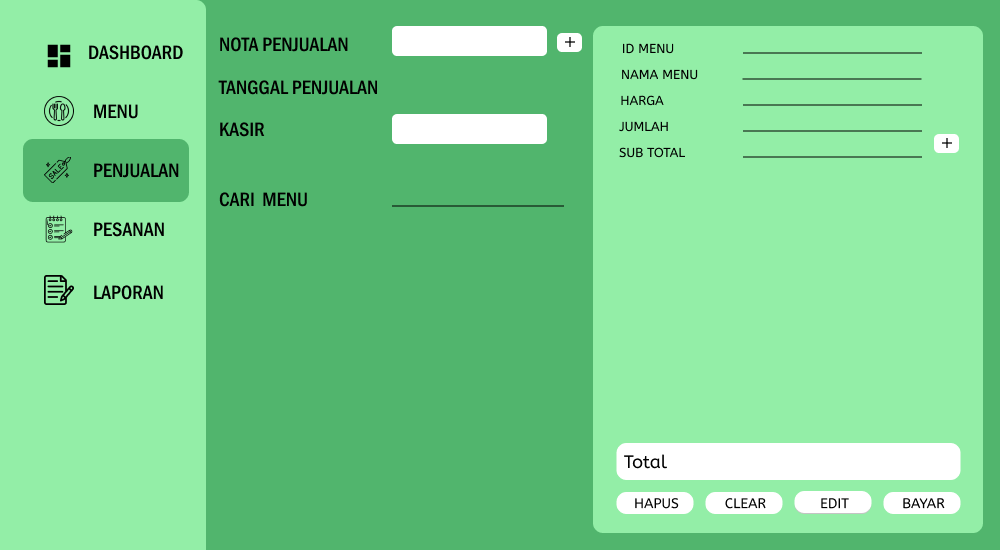 DASHBOARD
MENU
SALE
PENJUALAN
PESANAN
LAPORAN
NOTA PENJUALAN
+
TANGGAL PENJUALAN
KASIR
CARI MENU
ID MENU
NAMA MENU
HARGA
JUMLAH
SUB TOTAL
+
Total
HAPUS
CLEAR
EDIT
BAYAR